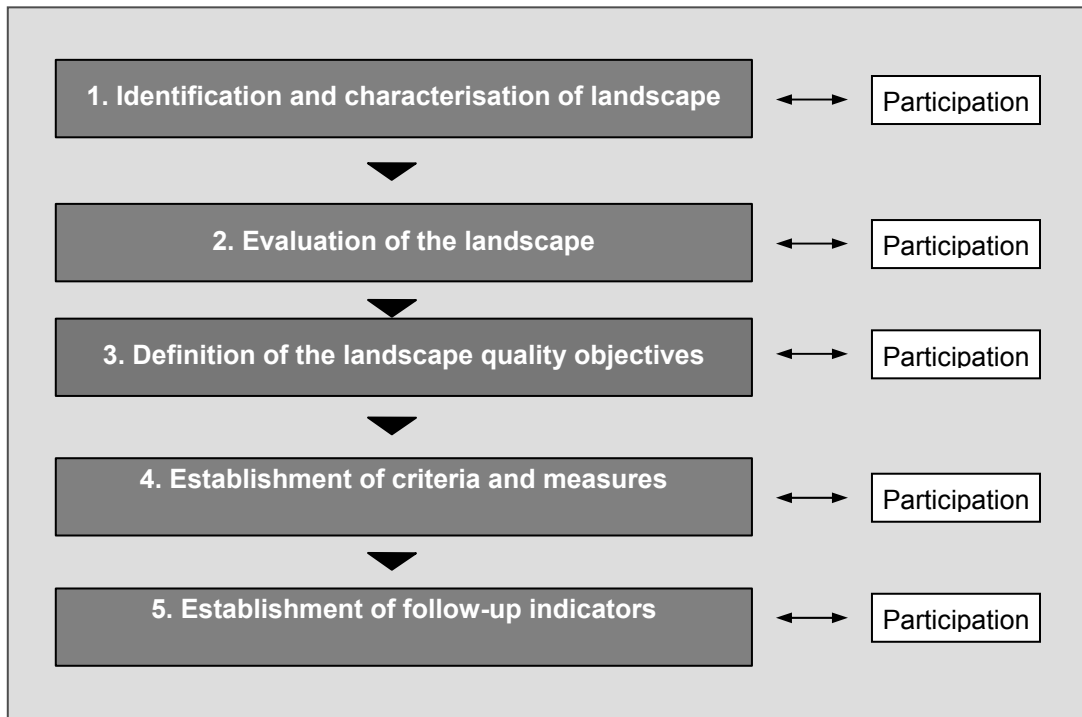 1. Identification and characterisation of landscape
Participation
2. Evaluation of the landscape
Participation
3. Definition of the landscape quality objectives
Participation
4. Establishment of criteria and measures
Participation
5. Establishment of follow-up indicators
Participation